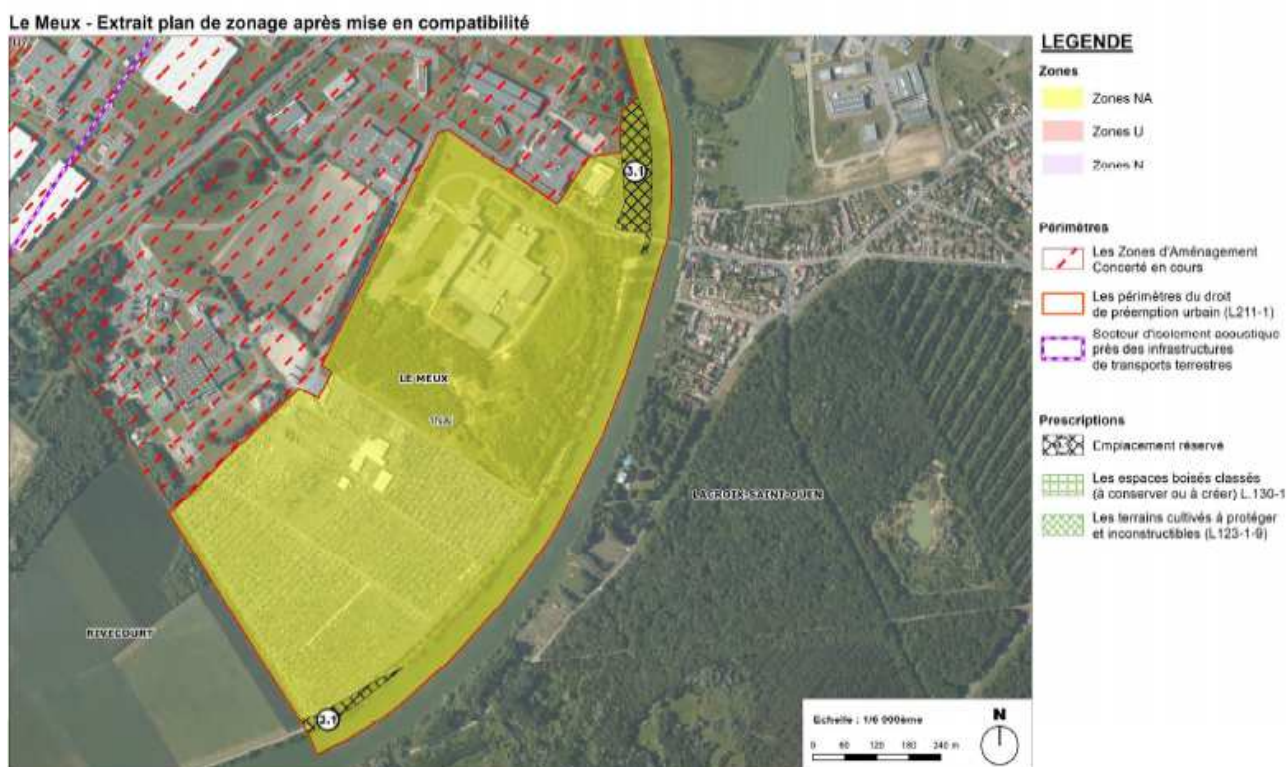 Le Meux - Extrait plan de zonage après mise en compatibilité
LEGENDE
Zones
Zones NA
Zones U
Zones N
Périmètres
Les Zones d'Aménagement
Concerté en cours
Les périmètres du droit
de préemption urbain (L211-1)
Secteur d'isolement acoustique
près des infrastructures
de transports terrestres
Prescriptions
Emplacement réservé
Les espaces boisés classés
(à conserver ou à créer) L.130-1
Les terrains cultivés à protéger
et inconstructibles (L123-1-9)
3.1
LE MEUX
LACROIX-SAINT-OUEN
RIVECOURT
3.1
Echelle : 1/6 000ème
N
0 60 120 180 240 m